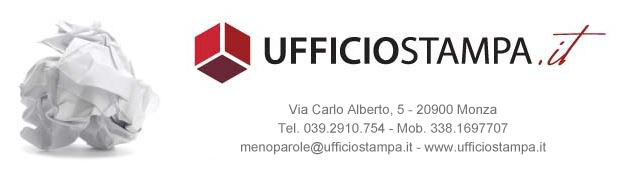 UFFICIOSTAMPA.it
Via Carlo Alberto, 5 - 20900 Monza
Tel. 039.2910.754 - Mob. 338.1697707
menoparole@ufficiostampa.it - www.ufficiostampa.it